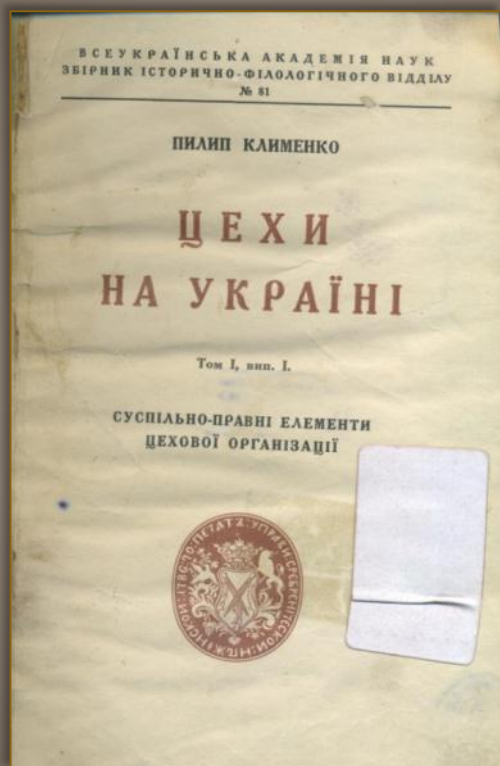 ВСЕУКРАЇНСЬКА АКАДЕМІЯ НАУК
ЗБІРНИК ІСТОРИЧНО-ФІЛОЛОГІЧНОГО ВІДДІЛУ
№ 81
ПИЛИП КЛИМЕНКО
ЦЕХИ
НА УКРАЇНІ
Том І, вип. І.
СУСПІЛЬНО-ПРАВНІ ЕЛЕМЕНТИ
ЦЕХОВОЇ ОРГАНІЗАЦІЇ